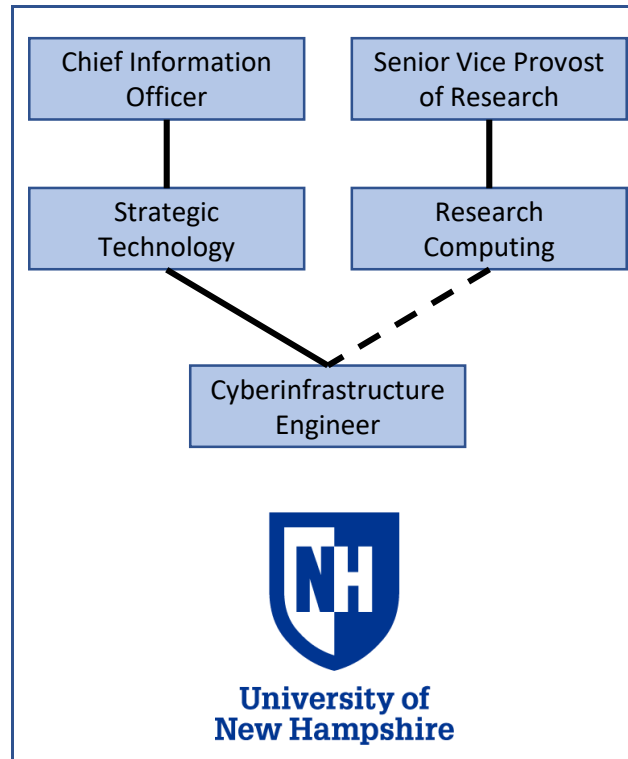 Chief Information
Officer
Senior Vice Provost
of Research
Strategic
Technology
Research
Computing
Cyberinfrastructure
Engineer
NH
University of
New Hampshire